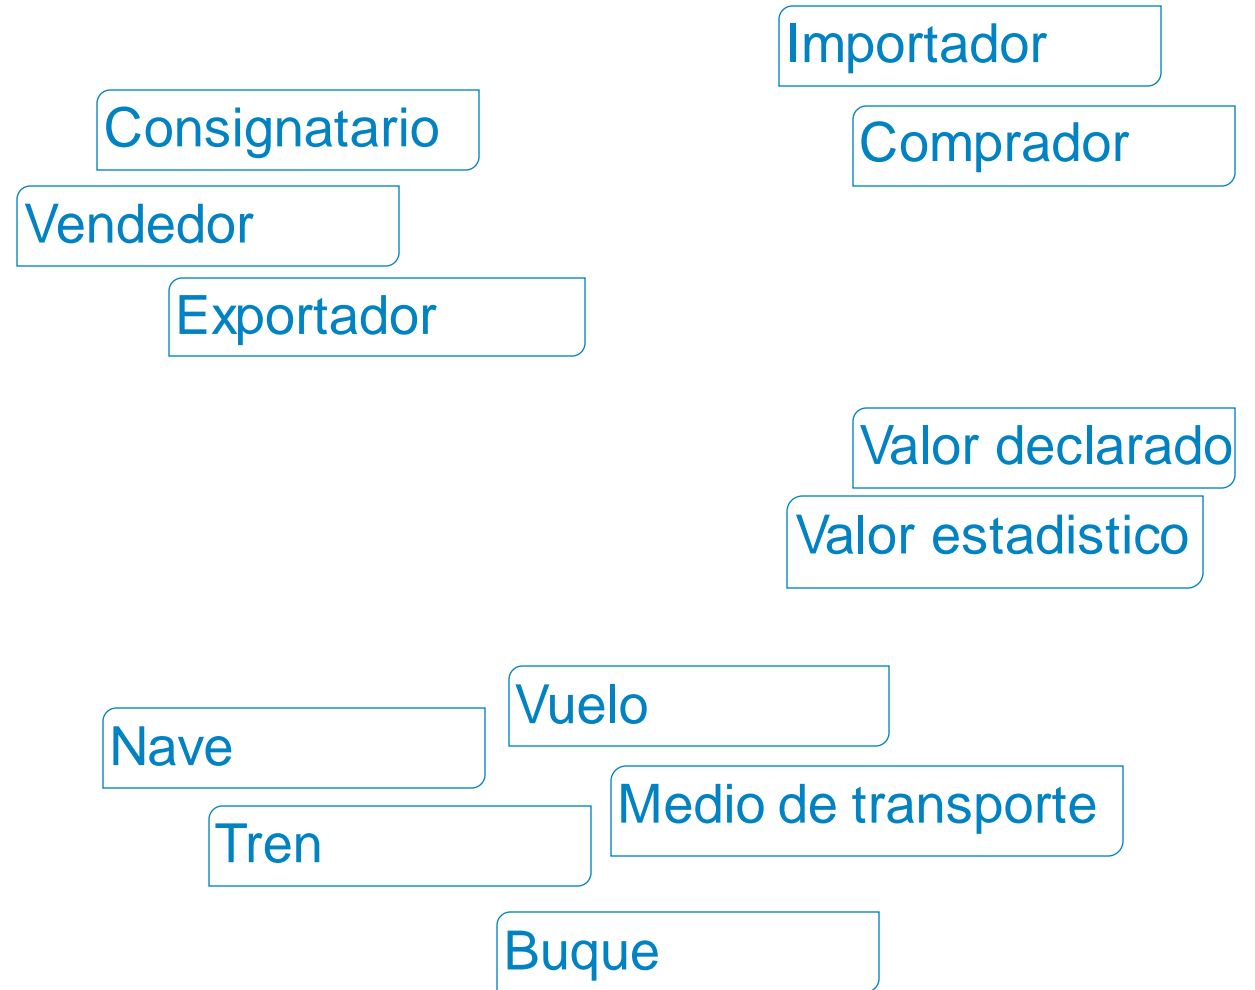 Importador
Consignatario
Comprador
Vendedor
Exportador
Valor declarado
Valor estadistico
Vuelo
Nave
Medio de transporte
Tren
Buque